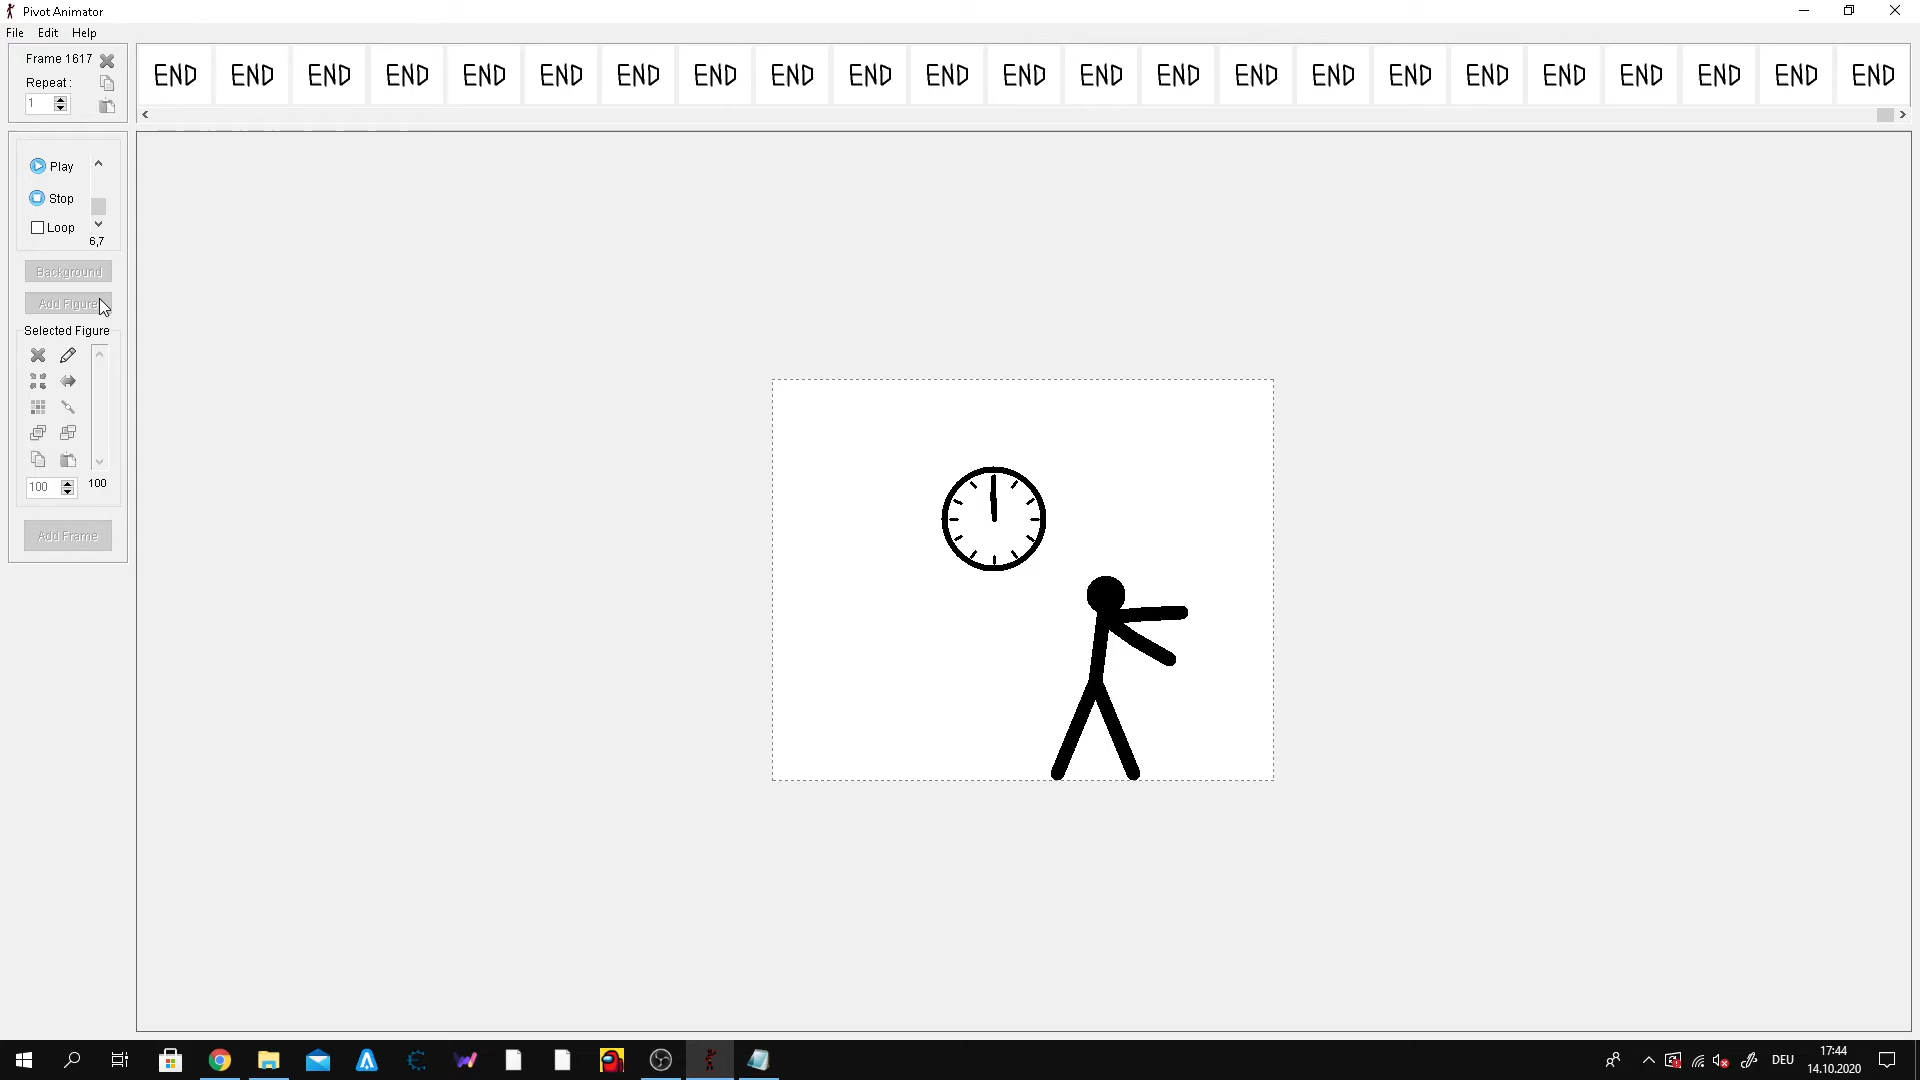 Pivot Animator
File Edit Help
Frame 1617
Repeat :
1
END END END END END END END END END END END END END END END END END END END END END END END
Play
Stop
Loop
6,7
Background
Add Figure
Selected Figure
100 100
Add Frame
DEU
17:44
14.10.2020